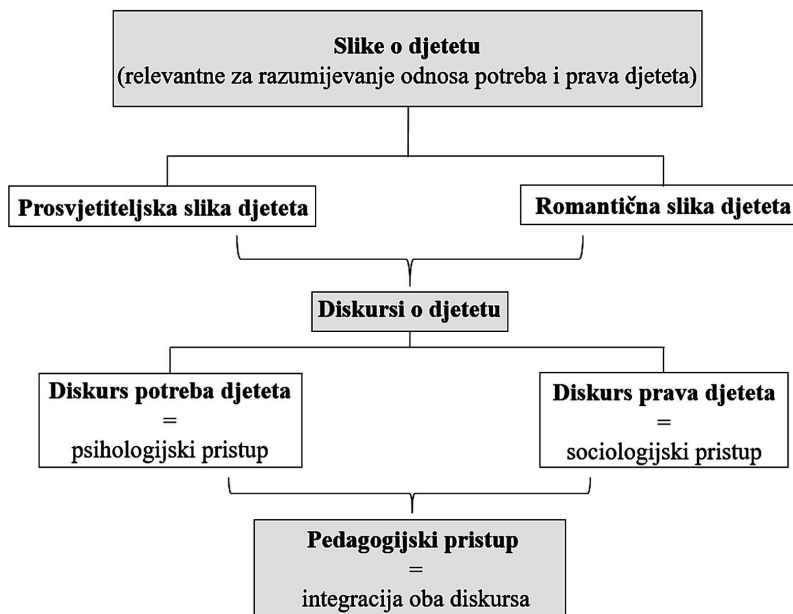 Slike o djetetu
(relevantne za razumijevanje odnosa potreba i prava djeteta)
Prosvjetiteljska slika djeteta
Romantična slika djeteta
Diskursi o djetetu
Diskurs potreba djeteta
=
psihologijski pristup
Diskurs prava djeteta
=
sociologijski pristup
Pedagogijski pristup
=
integracija oba diskursa